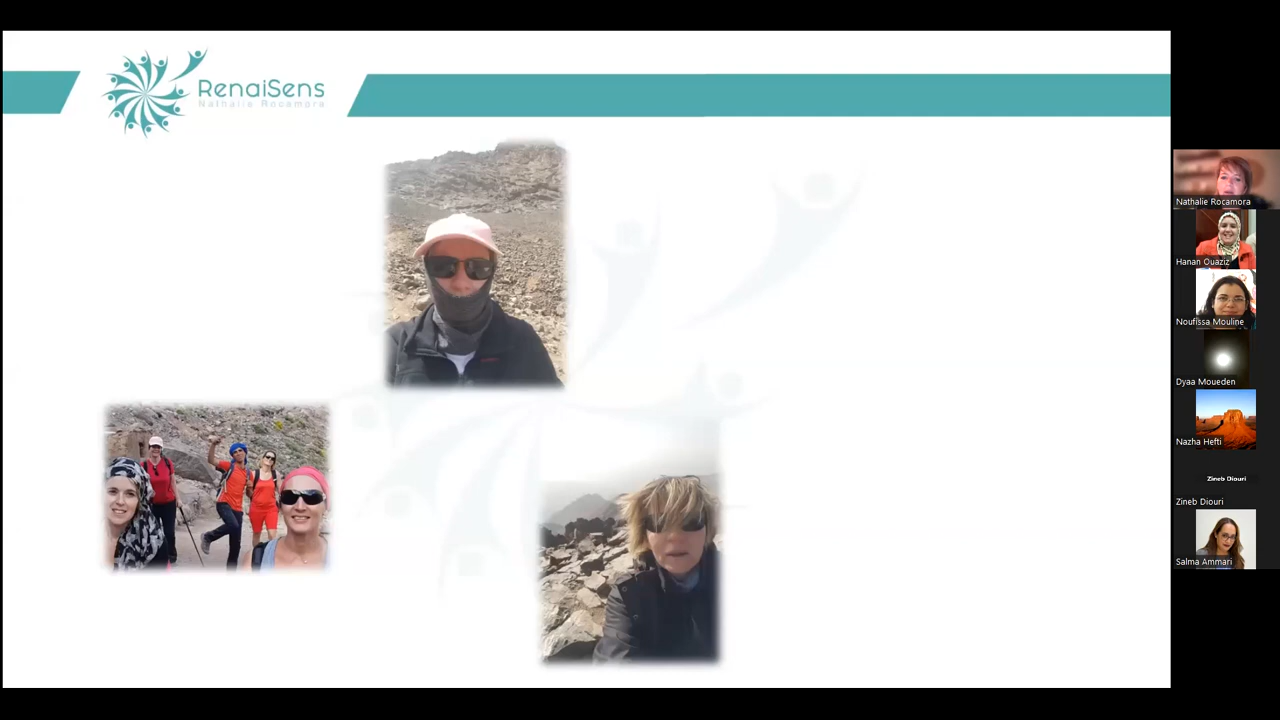 RenaiSens
Nathalie Rocamora
Nathalie Rocamora
Hanan Ouaziz
Noufissa Mouline
Dyaa Moueden
Nazha Hefti
Zineb Diouri
Zineb Diouri
Salma Ammari